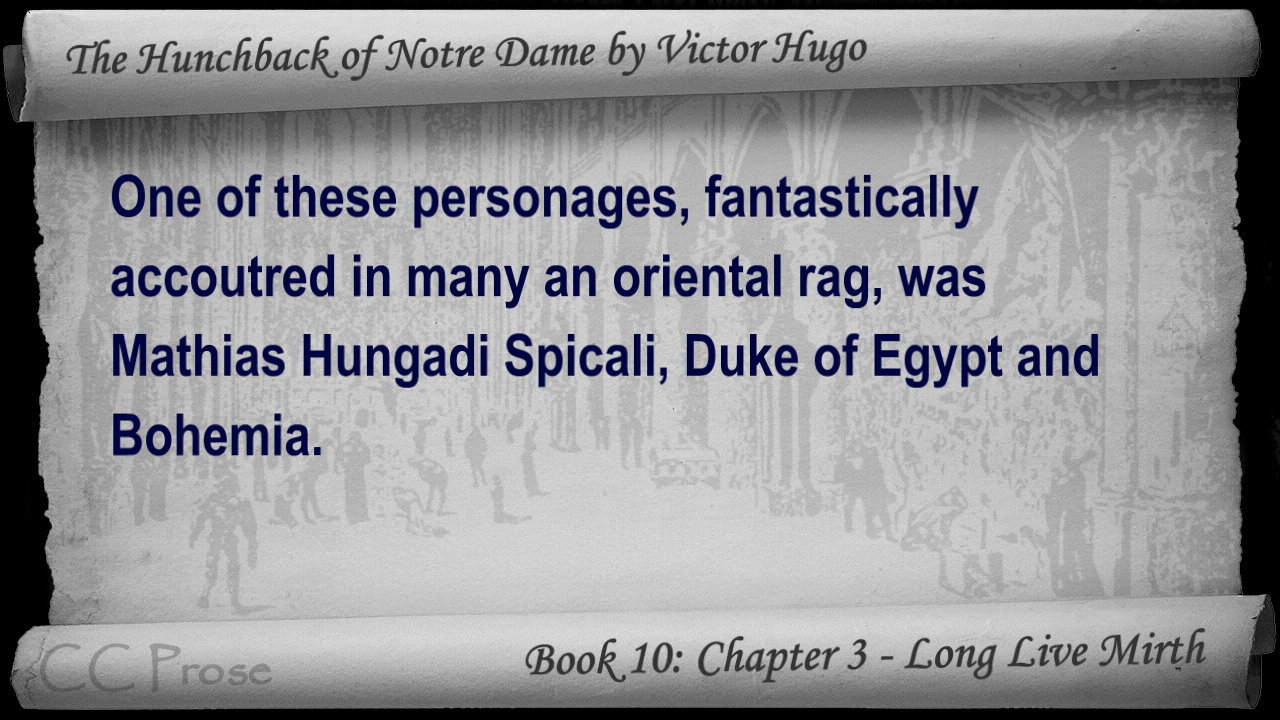 The Hunchback of Notre Dame by Victor Hugo
One of these personages, fantastically
accoutred in many an oriental rag, was
Mathias Hungadi Spicali, Duke of Egypt and
Bohemia.
CC Prose
Book 10: Chapter 3 - Long Live Mirth